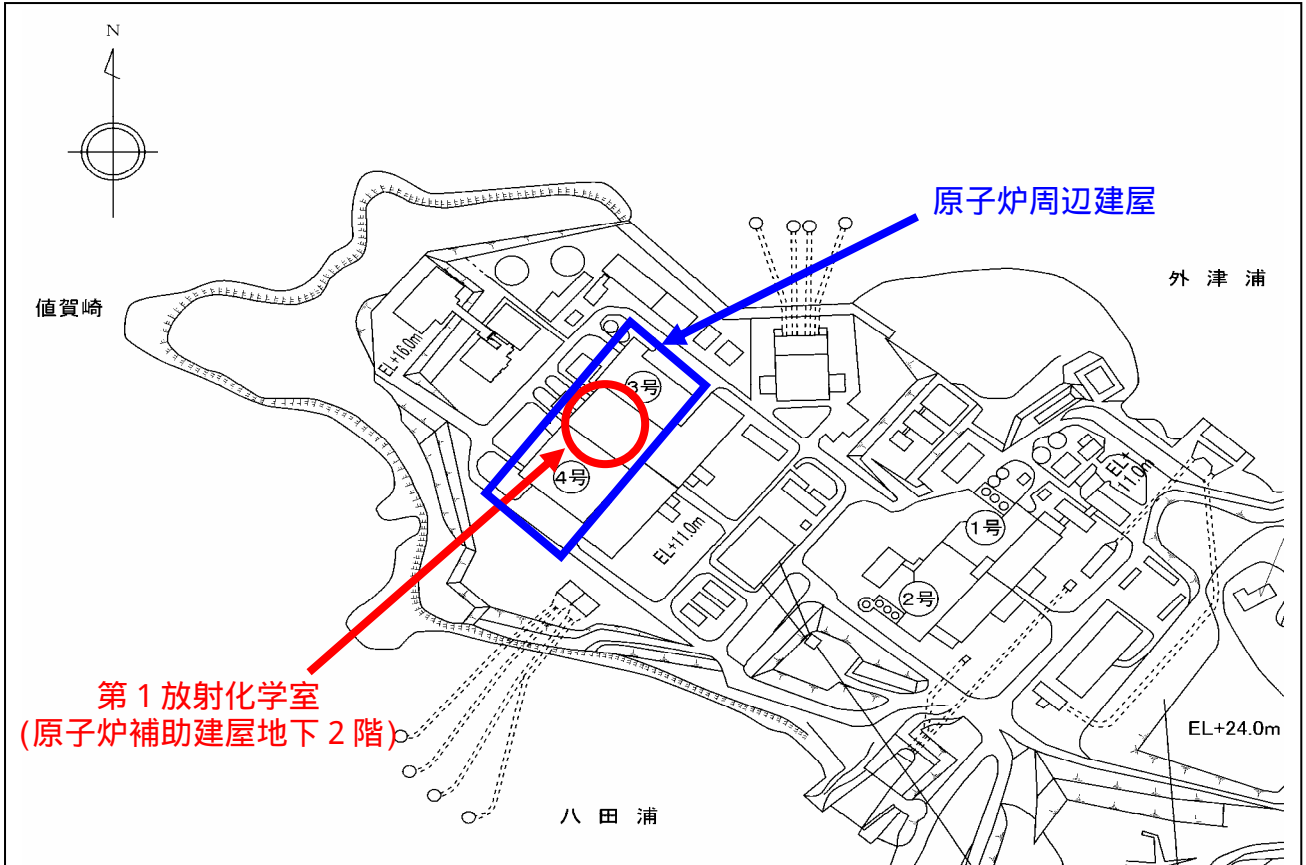 N
原子炉周辺建屋
外津浦
値賀崎
EL+16.0m
3号
4号
EL+11.0m
EL+
11.0m
1号
2号
第1放射化学室
(原子炉補助建屋地下2階)
EL+24.0m
八田浦